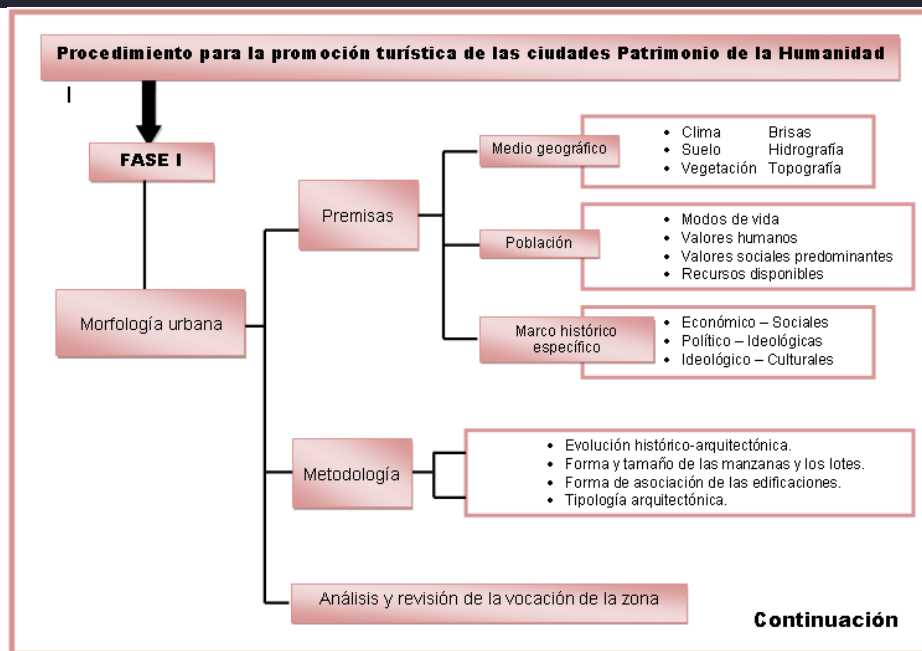 Procedimiento para la promoción turística de las ciudades Patrimonio de la Humanidad
I
FASE I
Morfología urbana
Premisas
Medio geográfico
• Clima Brisas
• Suelo Hidrografía
• Vegetación Topografía
Población
• Modos de vida
• Valores humanos
• Valores sociales predominantes
• Recursos disponibles
Marco histórico
específico
• Económico – Sociales
• Político – Ideológicas
• Ideológico – Culturales
Metodología
• Evolución histórico-arquitectónica.
• Forma y tamaño de las manzanas y los lotes.
• Forma de asociación de las edificaciones.
• Tipología arquitectónica.
Análisis y revisión de la vocación de la zona
Continuación